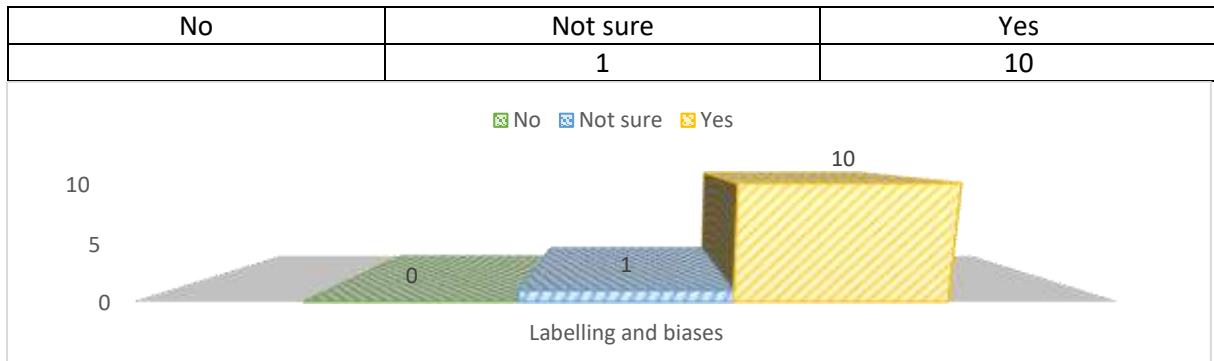 No Not sure Yes
1 10
No Not sure Yes
10
10
5
1
0
0
Labelling and biases